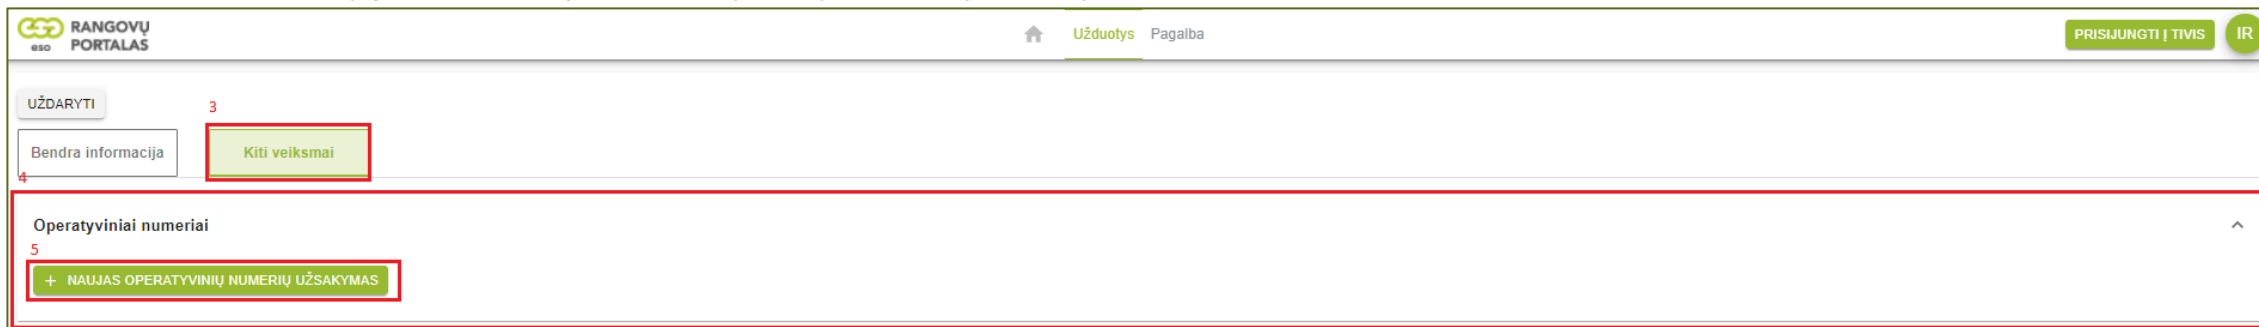 eso RANGOVŲ PORTALAS
Užduotys Pagalba
PRISIJUNGTI Į TIVIS
IR
UŽDARYTI
3
Bendra informacija
Kiti veiksmai
4
Operatyviniai numeriai
5
+ NAUJAS OPERATYVINIŲ NUMERIŲ UŽSAKYMAS